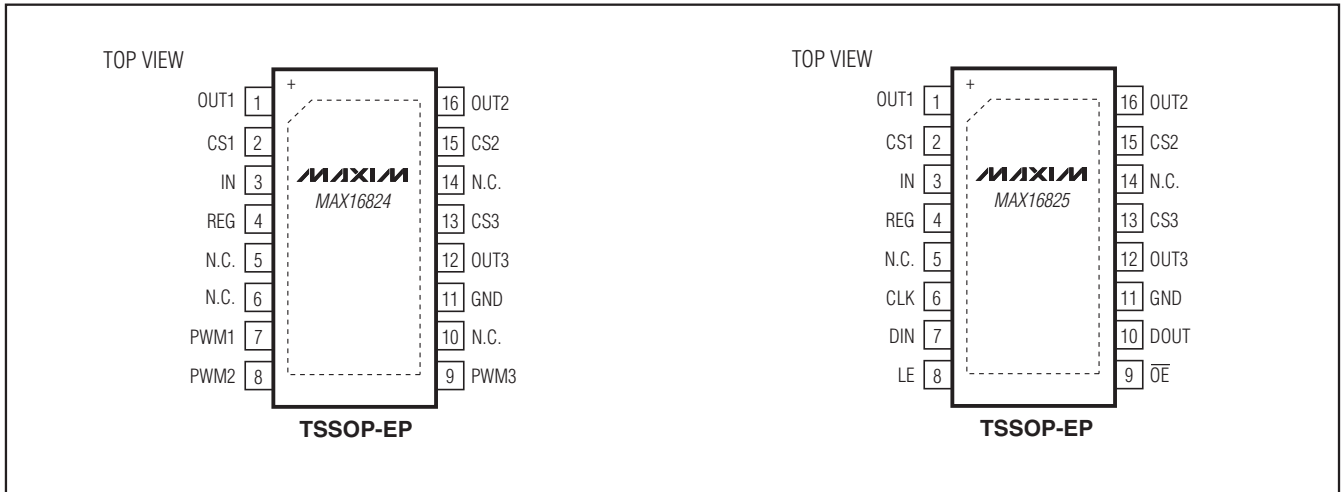 TOP VIEW
+
OUT1 1
CS1 2
IN 3
REG 4
N.C. 5
N.C. 6
PWM1 7
PWM2 8
MAXIM
MAX16824
16 OUT2
15 CS2
14 N.C.
13 CS3
12 OUT3
11 GND
10 N.C.
9 PWM3
TSSOP-EP
TOP VIEW
+
OUT1 1
CS1 2
IN 3
REG 4
N.C. 5
CLK 6
DIN 7
LE 8
MAXIM
MAX16825
16 OUT2
15 CS2
14 N.C.
13 CS3
12 OUT3
11 GND
10 DOUT
9 O̅E̅
TSSOP-EP